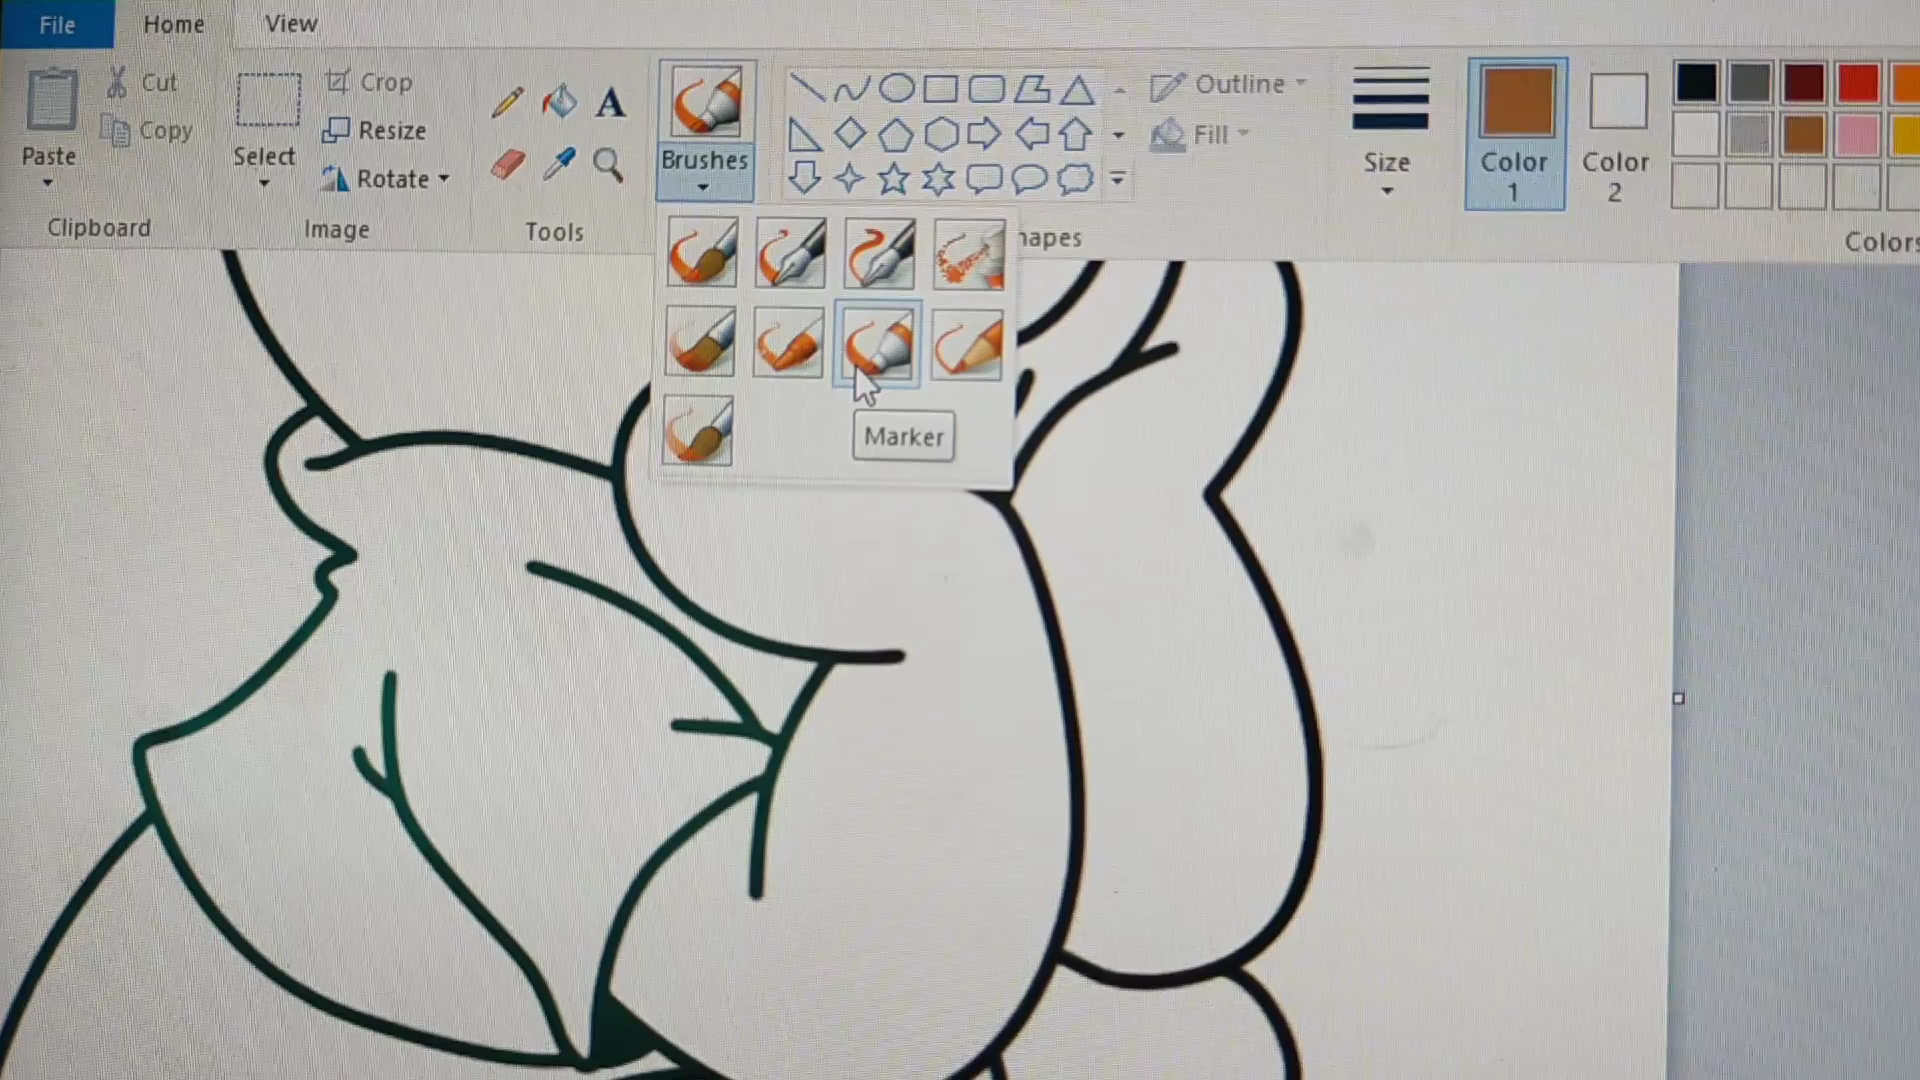 File Home View
Cut
Copy
Paste
Clipboard
Select
Crop
Resize
Rotate
Image
A
Tools
Brushes
hapes
Outline
Fill
Size
Color 1
Color 2
Colors
Marker